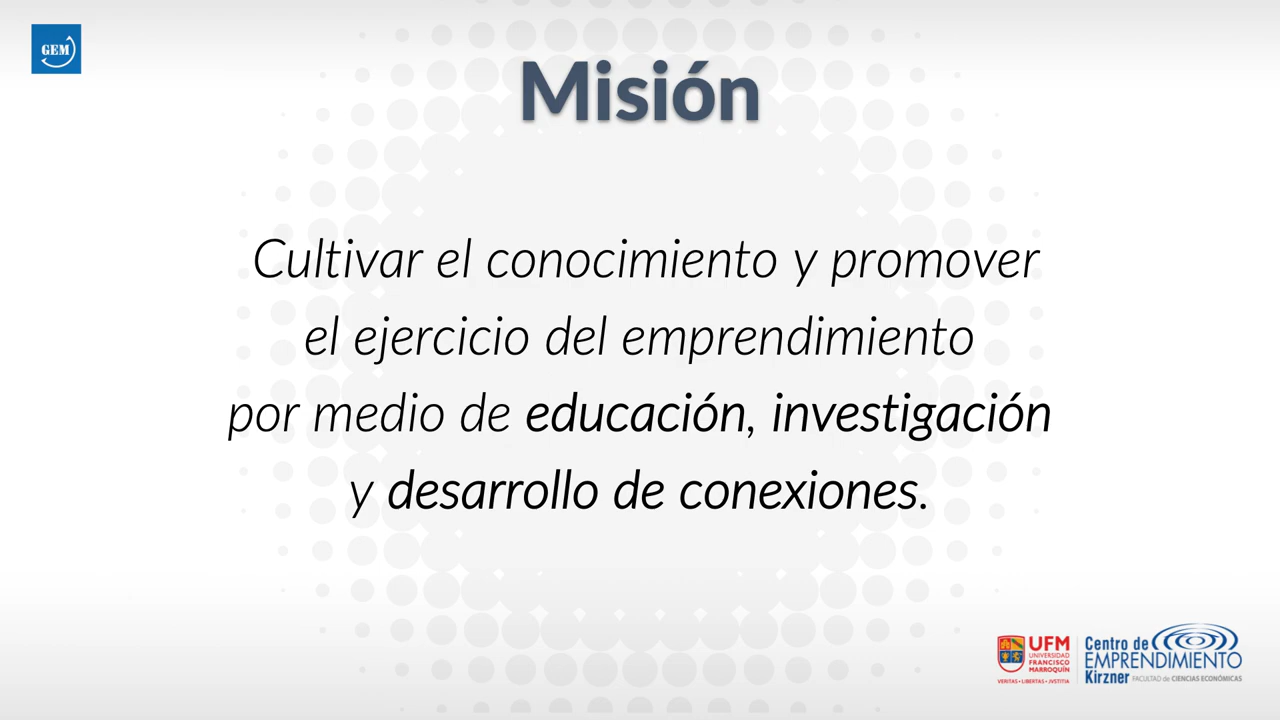 GEM
Misión
Cultivar el conocimiento y promover
el ejercicio del emprendimiento
por medio de educación, investigación
y desarrollo de conexiones.
UFM
UNIVERSIDAD
FRANCISCO
MARROQUÍN
VERITAS • LIBERTAS • JVSTITIA
Centro de
EMPRENDIMIENTO
Kirzner FACULTAD de CIENCIAS ECONÓMICAS